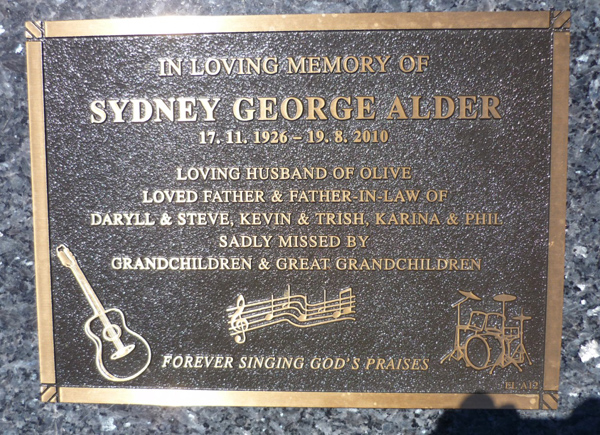 IN LOVING MEMORY OF
SYDNEY GEORGE ALDER
17. 11. 1926 – 19. 8. 2010
LOVING HUSBAND OF OLIVE
LOVED FATHER & FATHER-IN-LAW OF
DARYLL & STEVE, KEVIN & TRISH, KARINA & PHIL
SADLY MISSED BY
GRANDCHILDREN & GREAT GRANDCHILDREN
FOREVER SINGING GOD'S PRAISES